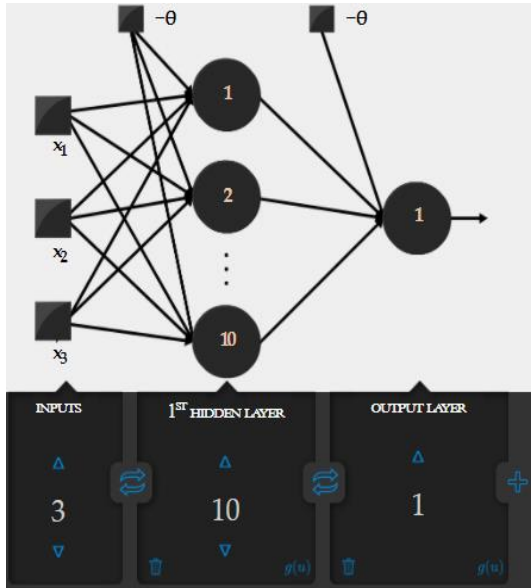 −θ −θ
1
x1
2
1
x2
10
x3
INPUTS 1ST HIDDEN LAYER OUTPUT LAYER
3 10 1
g(u) g(u)